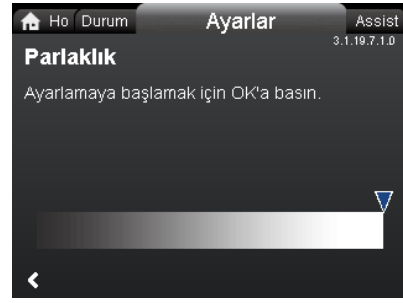 Ho Durum Ayarlar Assist
3.1.19.7.1.0
Parlaklık
Ayarlamaya başlamak için OK'a basın.